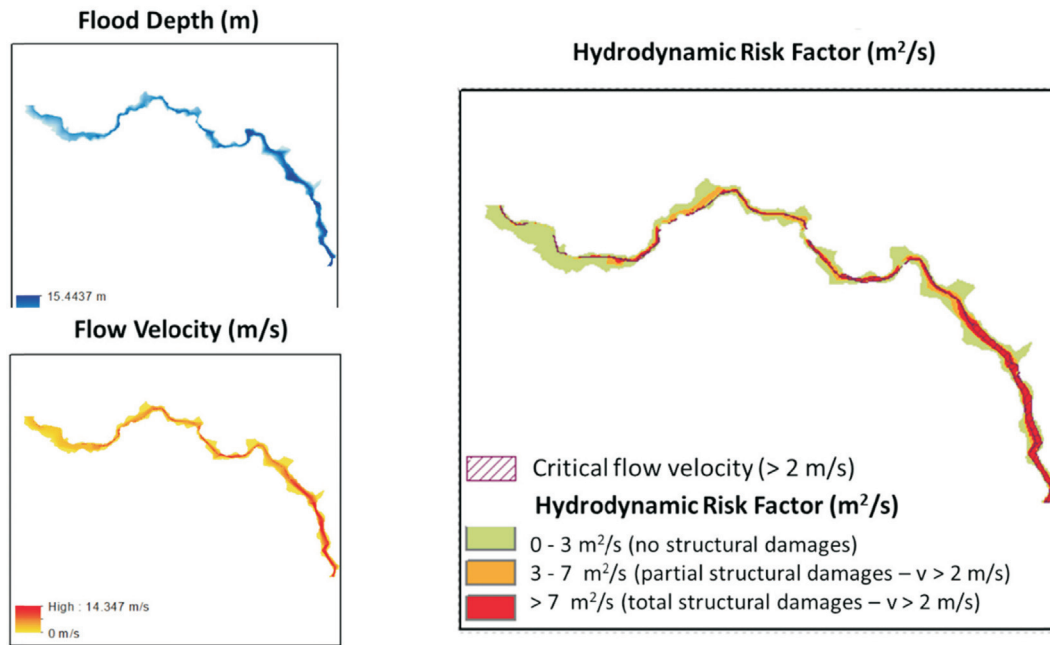 Flood Depth (m)
15.4437 m
Flow Velocity (m/s)
High : 14.347 m/s
0 m/s
Hydrodynamic Risk Factor (m²/s)
Critical flow velocity (> 2 m/s)
Hydrodynamic Risk Factor (m²/s)
0 - 3 m²/s (no structural damages)
3 - 7 m²/s (partial structural damages – v > 2 m/s)
> 7 m²/s (total structural damages – v > 2 m/s)